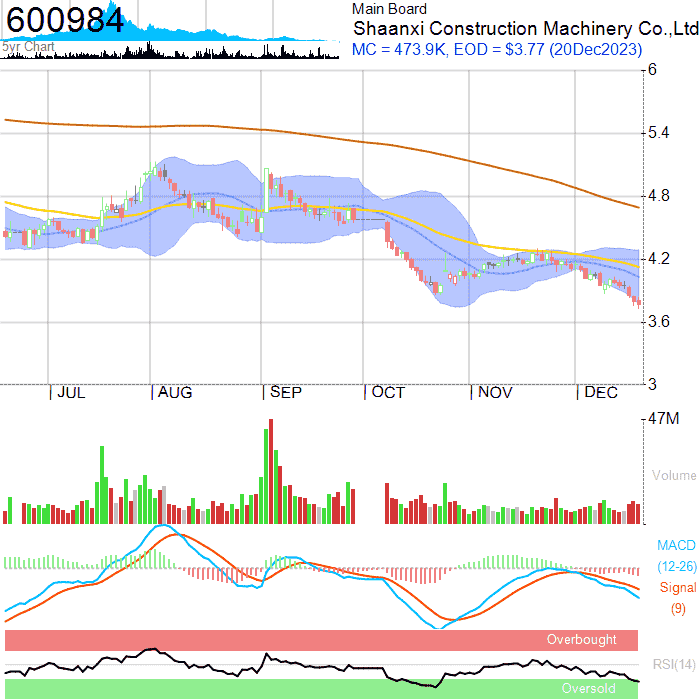 600984
5yr Chart
Main Board
Shaanxi Construction Machinery Co.,Ltd
MC = 473.9K, EOD = $3.77 (20Dec2023)
6
5.4
4.8
4.2
3.6
3
JUL AUG SEP OCT NOV DEC
47M
Volume
MACD
(12-26)
Signal
(9)
Overbought
RSI(14)
Oversold